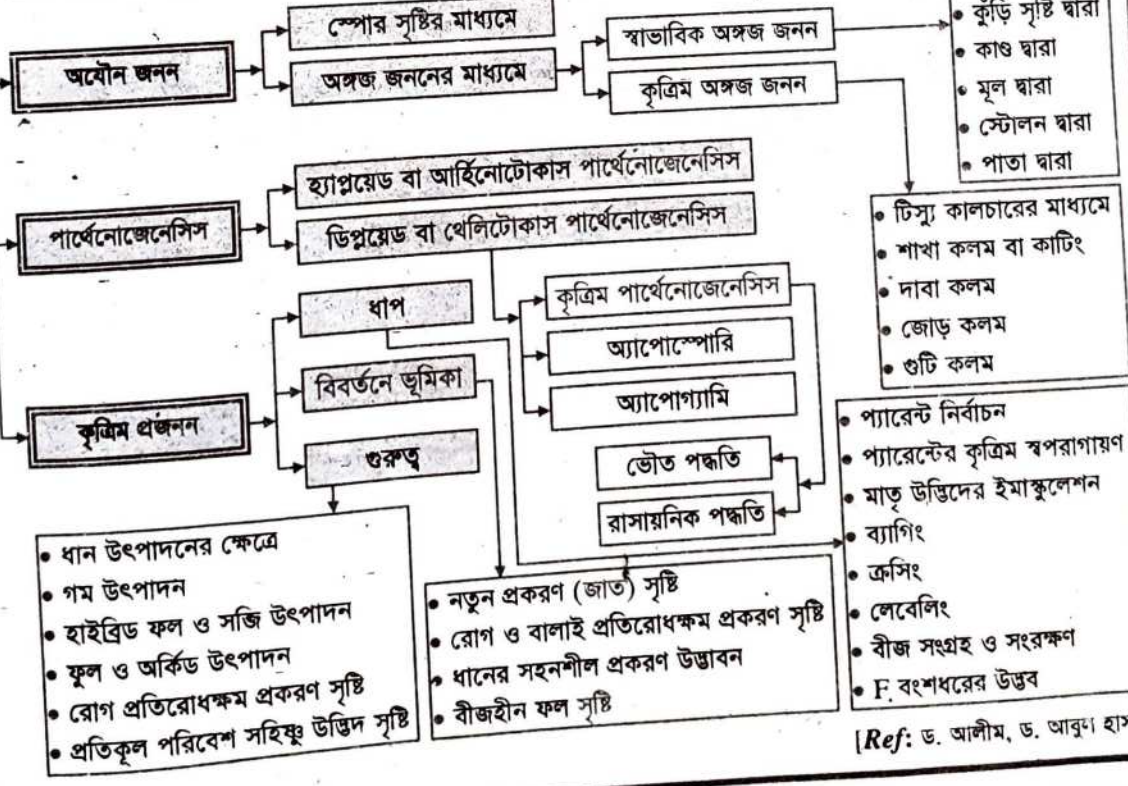 স্পোর সৃষ্টির মাধ্যমে
অযৌন জনন
অঙ্গজ জননের মাধ্যমে
স্বাভাবিক অঙ্গজ জনন
কৃত্রিম অঙ্গজ জনন
• কুঁড়ি সৃষ্টি দ্বারা
• কাণ্ড দ্বারা
• মূল দ্বারা
• স্টোলন দ্বারা
• পাতা দ্বারা
• টিস্যু কালচারের মাধ্যমে
• শাখা কলম বা কাটিং
• দাবা কলম
• জোড় কলম
• গুটি কলম
পার্থেনোজেনেসিস
হ্যাপ্লয়েড বা আর্হিনোটোকাস পার্থেনোজেনেসিস
ডিপ্লয়েড বা থেলিটোকাস পার্থেনোজেনেসিস
কৃত্রিম পার্থেনোজেনেসিস
অ্যাপোস্পোরি
অ্যাপোগ্যামি
ভৌত পদ্ধতি
রাসায়নিক পদ্ধতি
কৃত্রিম প্রজনন
ধাপ
বিবর্তনে ভূমিকা
গুরুত্ব
• প্যারেন্ট নির্বাচন
• প্যারেন্টের কৃত্রিম স্বপরাগায়ণ
• মাতৃ উদ্ভিদের ইমাস্কুলেশন
• ব্যাগিং
• ক্রসিং
• লেবেলিং
• বীজ সংগ্রহ ও সংরক্ষণ
• F বংশধরের উদ্ভব
• ধান উৎপাদনের ক্ষেত্রে
• গম উৎপাদন
• হাইব্রিড ফল ও সজি উৎপাদন
• ফুল ও অর্কিড উৎপাদন
• রোগ প্রতিরোধক্ষম প্রকরণ সৃষ্টি
• প্রতিকূল পরিবেশ সহিষ্ণু উদ্ভিদ সৃষ্টি
• নতুন প্রকরণ (জাত) সৃষ্টি
• রোগ ও বালাই প্রতিরোধক্ষম প্রকরণ সৃষ্টি
• ধানের সহনশীল প্রকরণ উদ্ভাবন
• বীজহীন ফল সৃষ্টি
[Ref: ড. আলীম, ড. আবুল